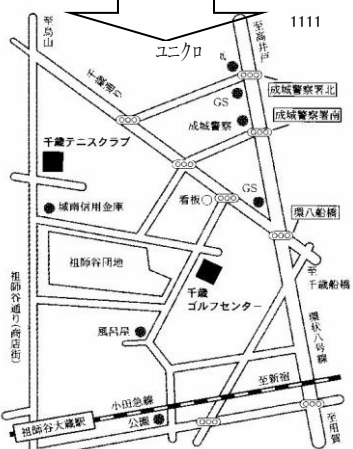 1111
ユニクロ
至烏山
至高井戸
千歳通り
GS
成城警察署北
成城警察
成城警察署南
千歳テニスクラブ
城南信用金庫
看板
GS
環八船橋
祖師谷団地
千歳
ゴルフセンター
至
千歳船橋
祖師谷通り(商店街)
環状八号線
風呂屋
至新宿
小田急線
祖師谷大蔵駅
公園
至用賀